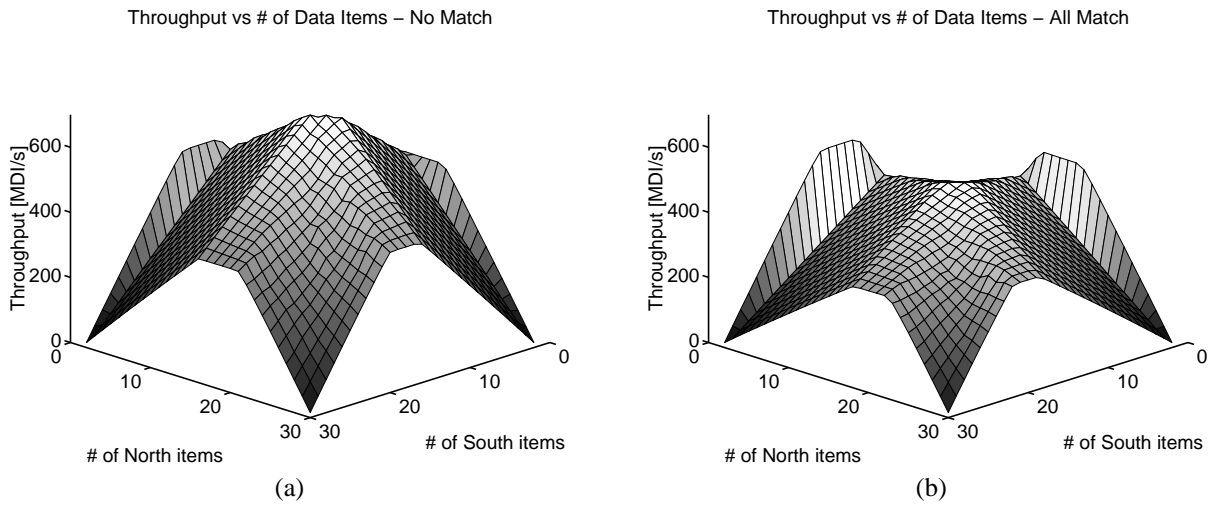 Throughput vs # of Data Items – No Match
Throughput [MDI/s]
600
400
200
0
0
10
20
30
30
20
10
0
# of North items
# of South items
(a)
Throughput vs # of Data Items – All Match
Throughput [MDI/s]
600
400
200
0
0
10
20
30
30
20
10
0
# of North items
# of South items
(b)